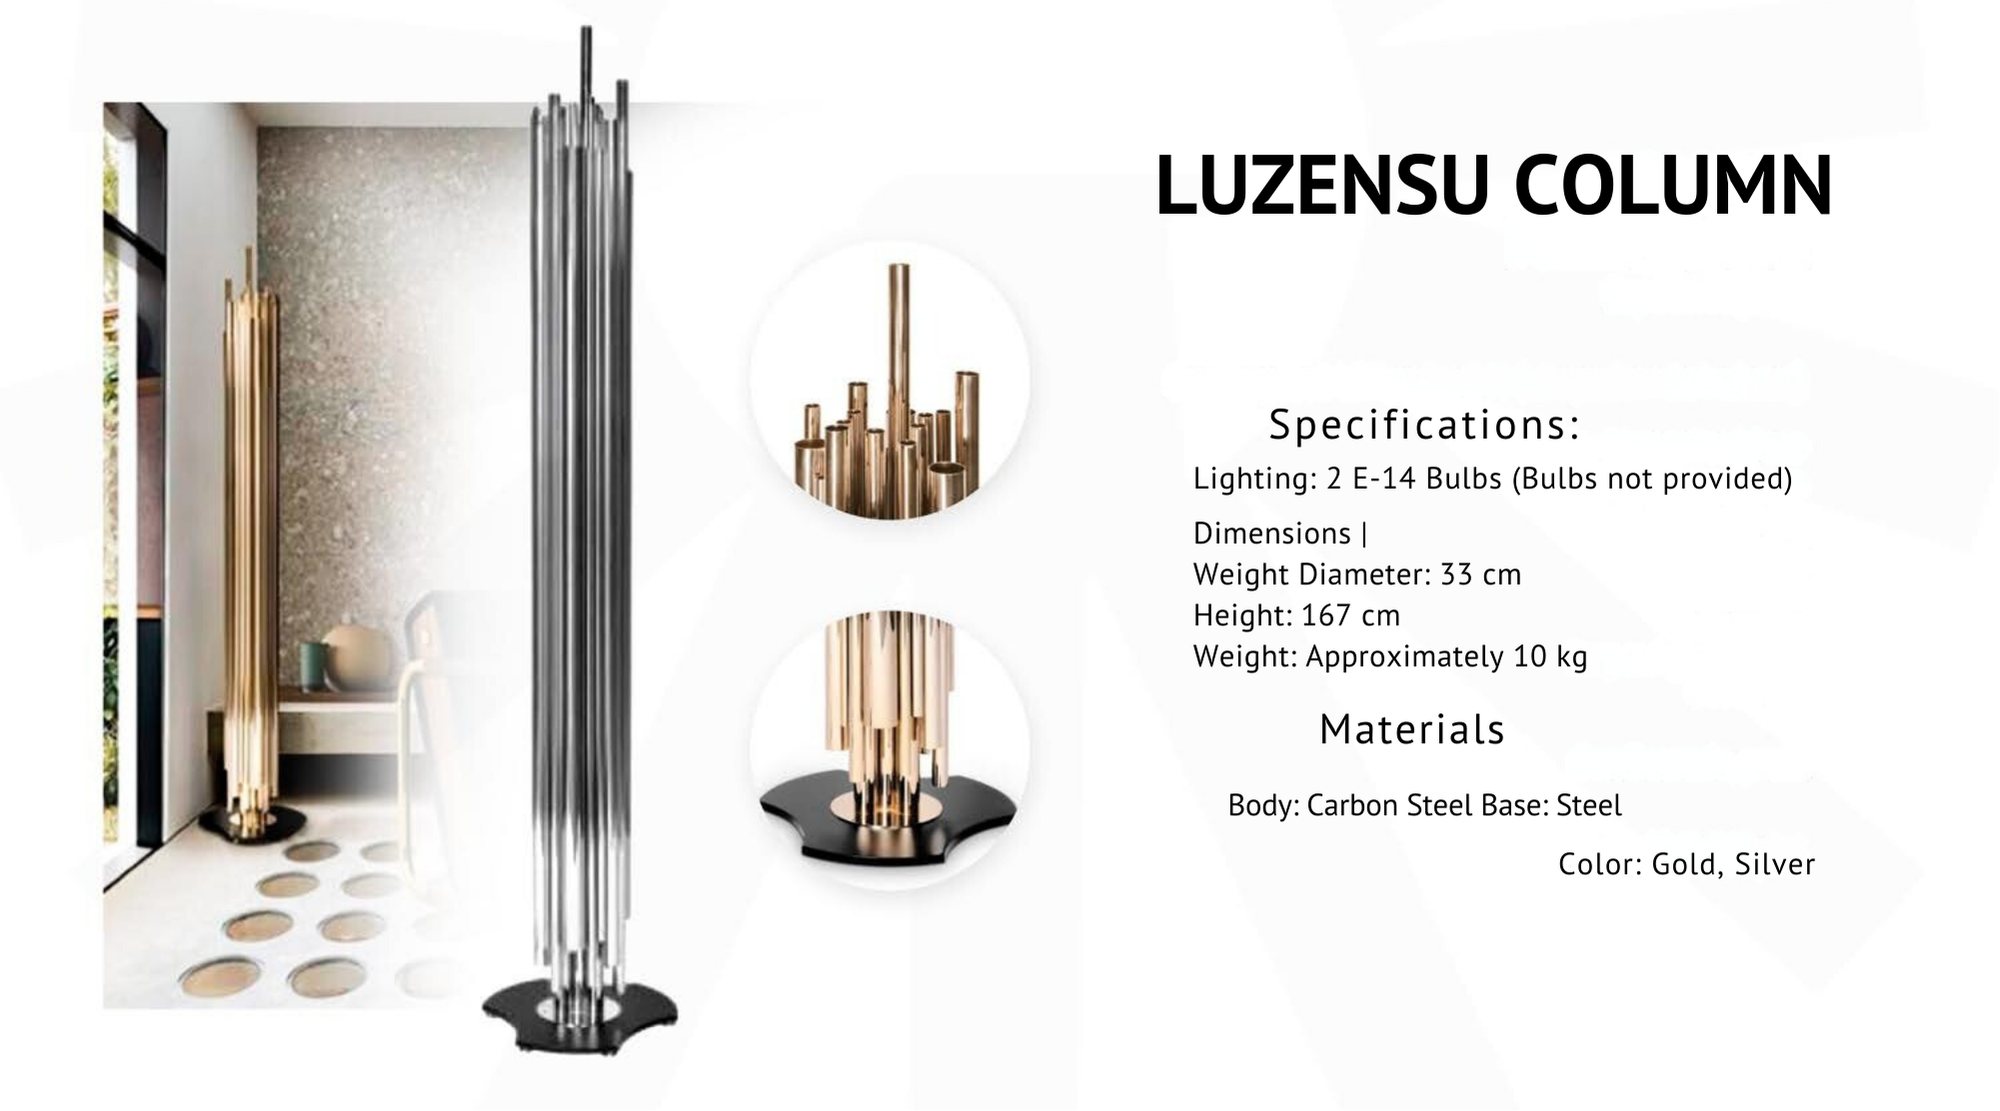 LUZENSU COLUMN
Specifications:
Lighting: 2 E-14 Bulbs (Bulbs not provided)
Dimensions |
Weight Diameter: 33 cm
Height: 167 cm
Weight: Approximately 10 kg
Materials
Body: Carbon Steel Base: Steel
Color: Gold, Silver